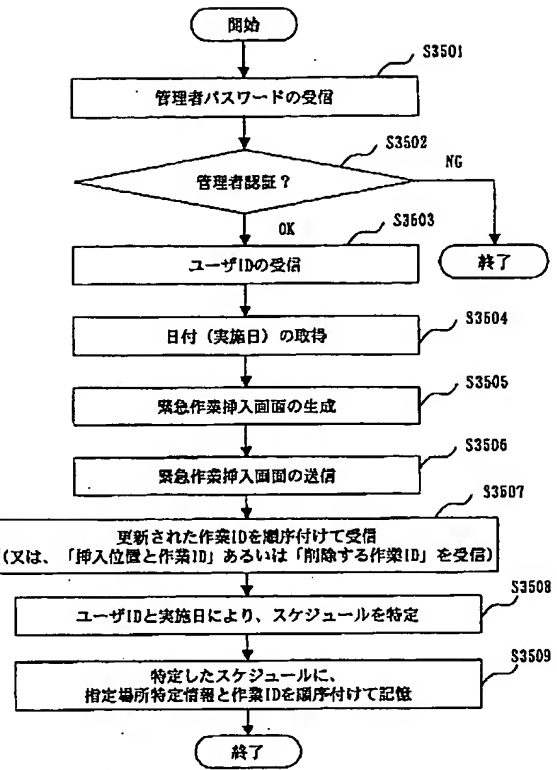 開始
S3501
管理者パスワードの受信
S3502
管理者認証？
NG
OK
S3503
終了
ユーザIDの受信
S3504
日付（実施日）の取得
S3505
緊急作業挿入画面の生成
S3506
緊急作業挿入画面の送信
S3507
更新された作業IDを順序付けて受信
(又は、「挿入位置と作業ID」あるいは「削除する作業ID」を受信)
S3508
ユーザIDと実施日により、スケジュールを特定
S3509
特定したスケジュールに、
指定場所特定情報と作業IDを順序付けて記憶
終了